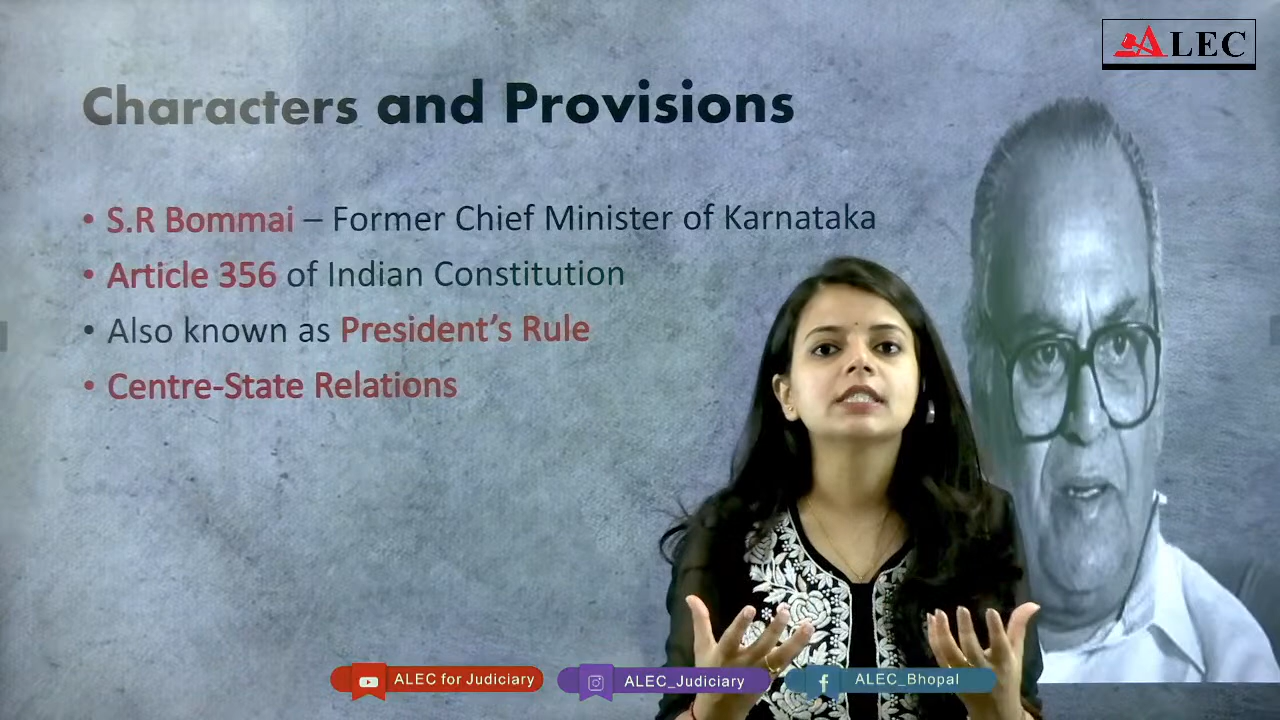 ALEC
Characters and Provisions
• S.R Bommai – Former Chief Minister of Karnataka
• Article 356 of Indian Constitution
• Also known as President’s Rule
• Centre-State Relations
ALEC for Judiciary
ALEC_Judiciary
ALEC_Bhopal